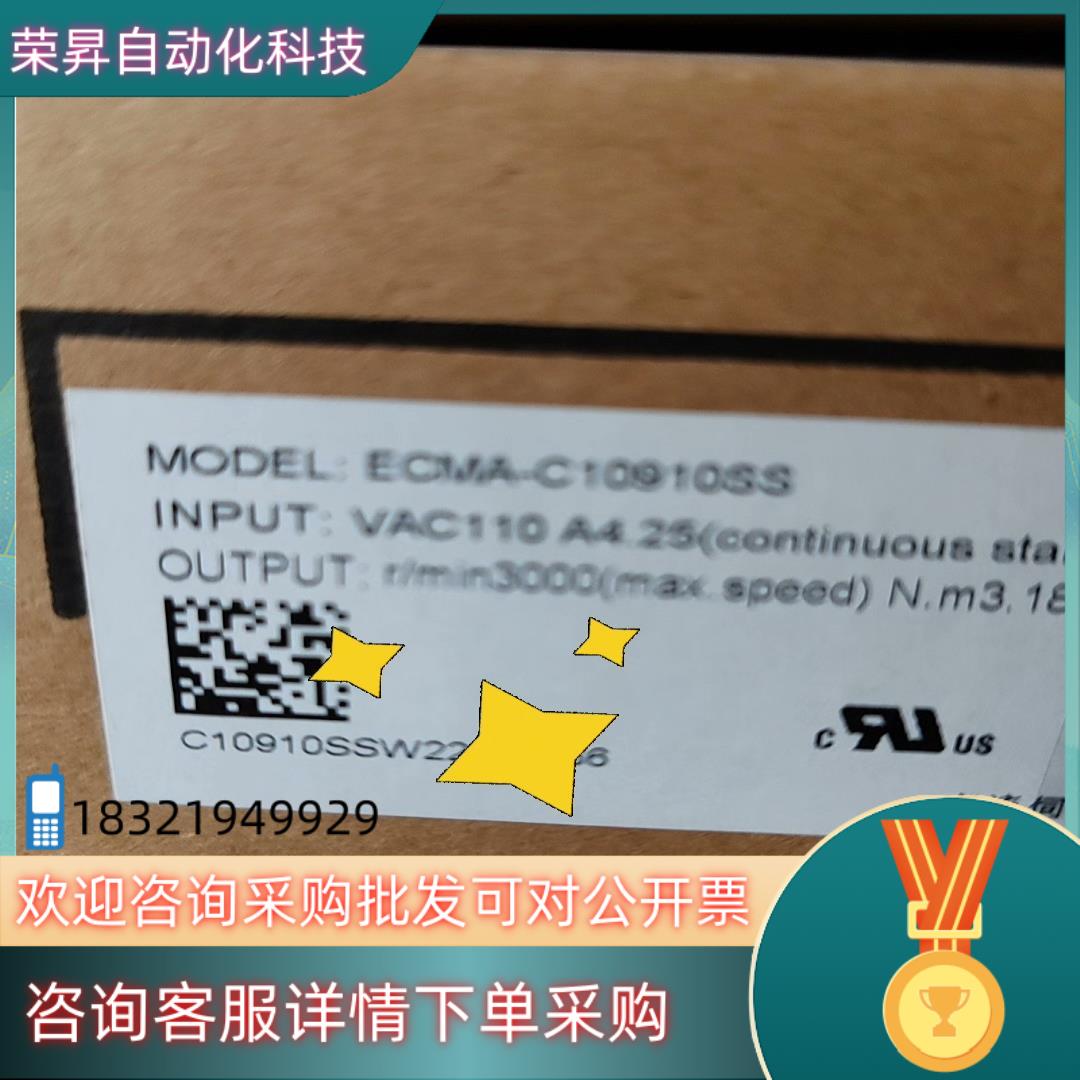 荣昇自动化科技
MODEL: ECMA-C10910SS
INPUT: VAC110 A4.25(continuous sta
OUTPUT: r/min3000(max.speed) N.m3.18
C10910SSW22
6
c RU US
18321949929
欢迎咨询采购批发可对公开票
咨询客服详情下单采购